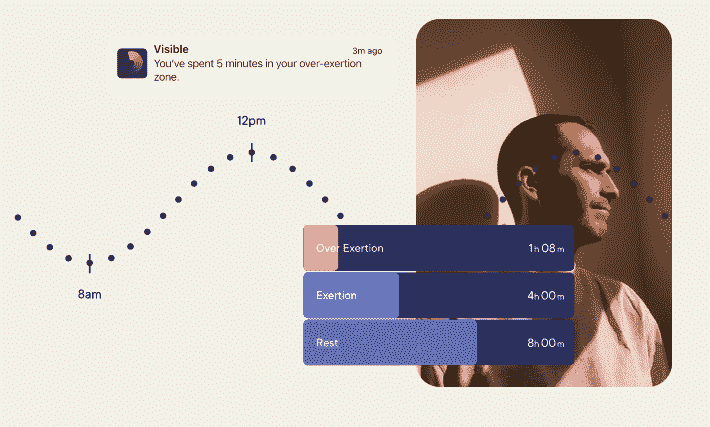 Visible
3m ago
You've spent 5 minutes in your over-exertion
zone.
12pm
8am
Over Exertion
1h 08m
Exertion
4h 00m
Rest
8h 00m